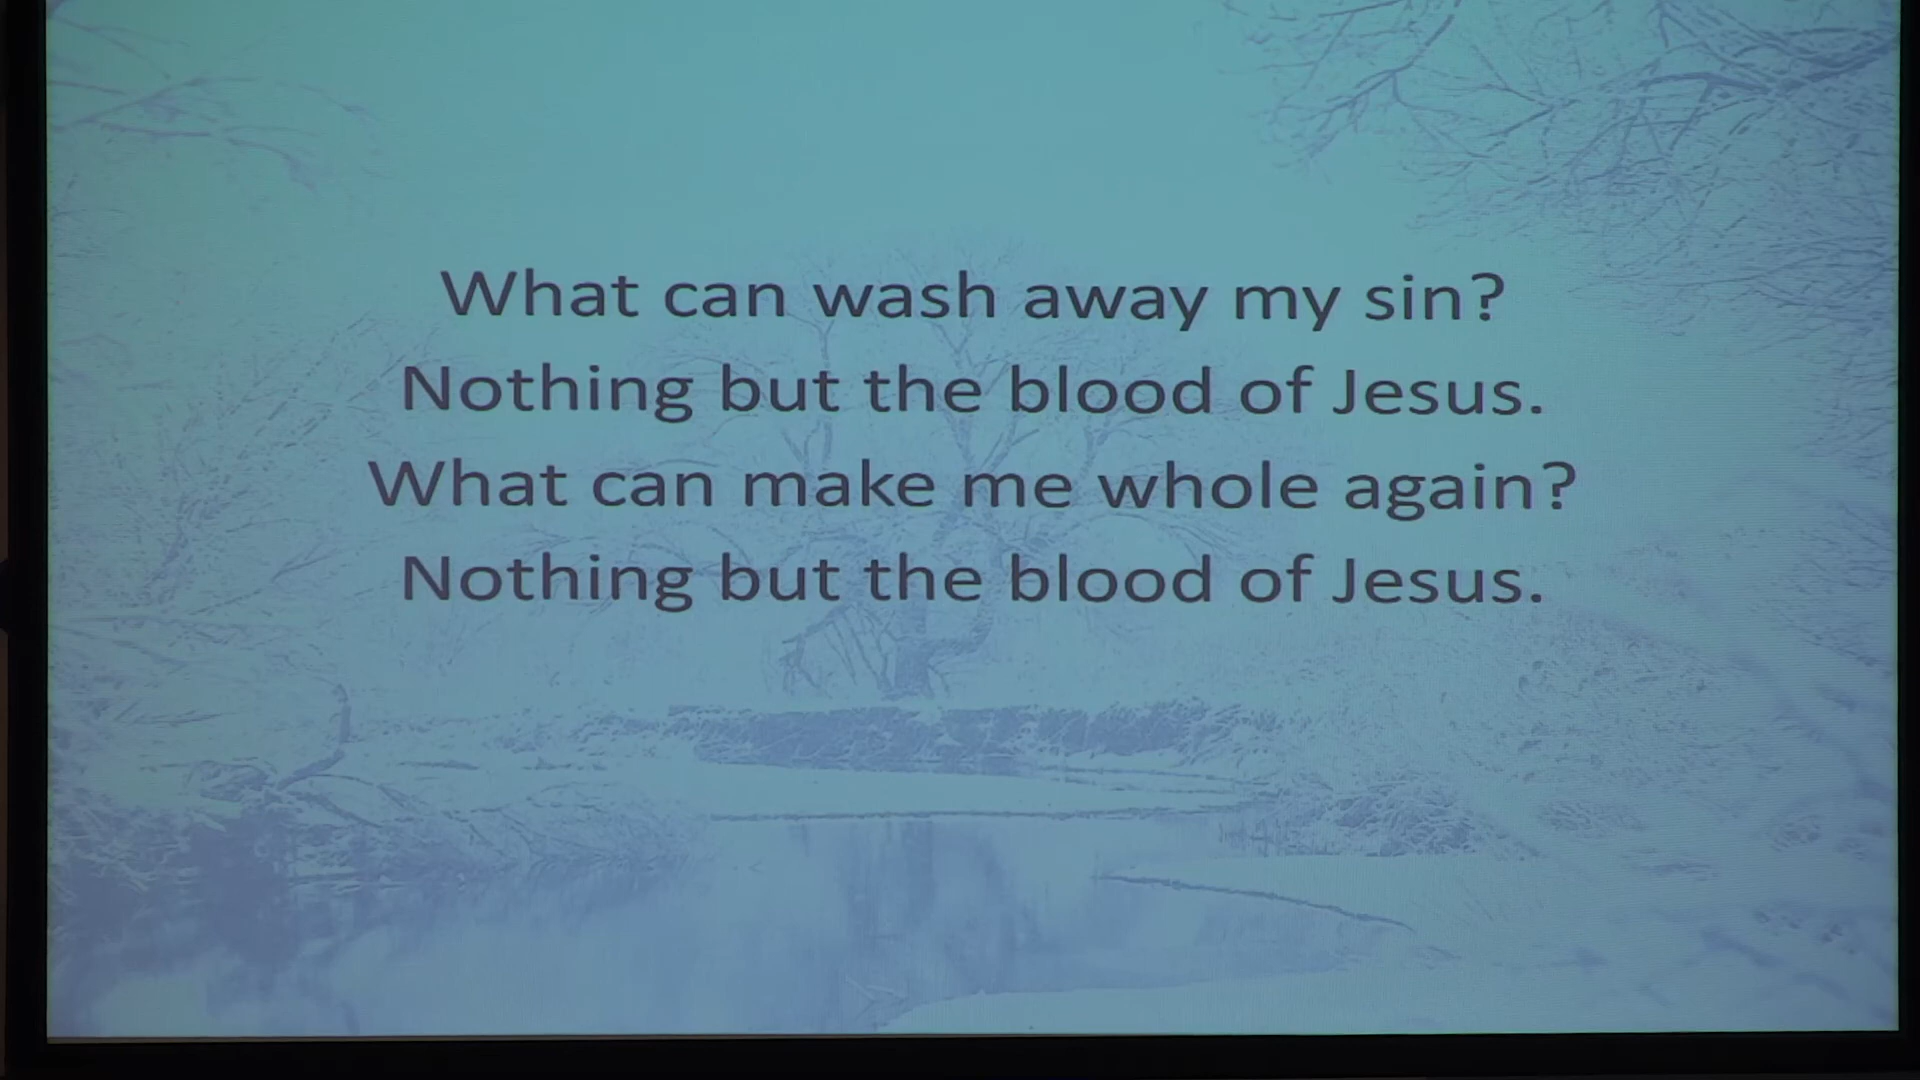 What can wash away my sin?
Nothing but the blood of Jesus.
What can make me whole again?
Nothing but the blood of Jesus.